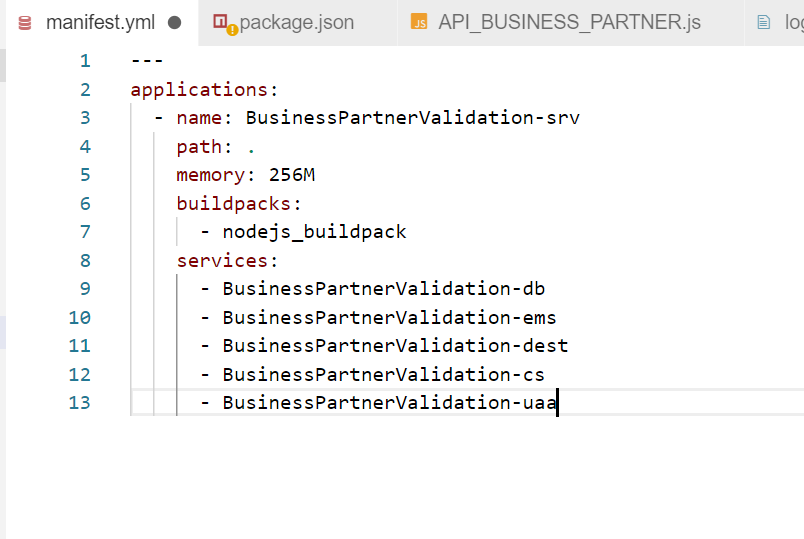 manifest.yml package.json API_BUSINESS_PARTNER.js
1 ---
2 applications:
3 - name: BusinessPartnerValidation-srv
4 path: .
5 memory: 256M
6 buildpacks:
7 - nodejs_buildpack
8 services:
9 - BusinessPartnerValidation-db
10 - BusinessPartnerValidation-ems
11 - BusinessPartnerValidation-dest
12 - BusinessPartnerValidation-cs
13 - BusinessPartnerValidation-uaa